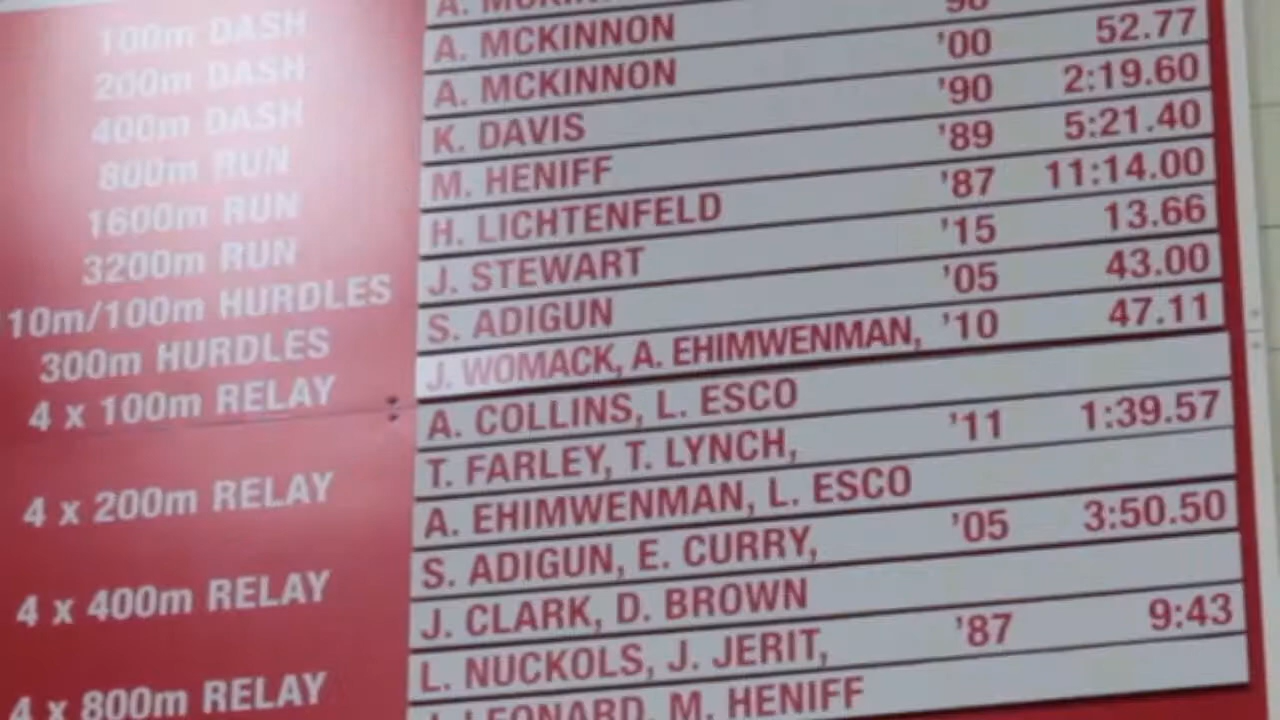 100m DASH
200m DASH A. MCKINNON
400m DASH A. MCKINNON '00 52.77
800m RUN K. DAVIS '90 2:19.60
1600m RUN M. HENIFF '89 5:21.40
3200m RUN H. LICHTENFELD '87 11:14.00
10m/100m HURDLES J. STEWART '15 13.66
300m HURDLES S. ADIGUN '05 43.00
4 x 100m RELAY J. WOMACK, A. EHIMWENMAN, '10 47.11
A. COLLINS, L. ESCO
4 x 200m RELAY T. FARLEY, T. LYNCH, '11 1:39.57
A. EHIMWENMAN, L. ESCO
4 x 400m RELAY S. ADIGUN, E. CURRY, '05 3:50.50
J. CLARK, D. BROWN
4 x 800m RELAY L. NUCKOLS, J. JERIT, '87 9:43
LEONARD, M. HENIFF